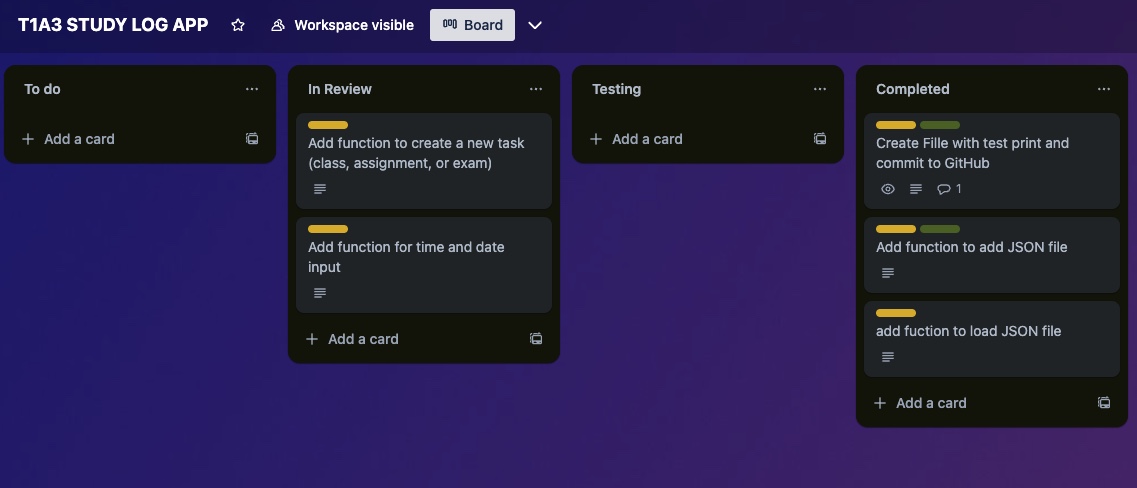 T1A3 STUDY LOG APP
Workspace visible
Board
To do
Add a card
In Review
Add function to create a new task
(class, assignment, or exam)
Add function for time and date
input
Add a card
Testing
Add a card
Completed
Create Fille with test print and
commit to GitHub
1
Add function to add JSON file
add fuction to load JSON file
Add a card